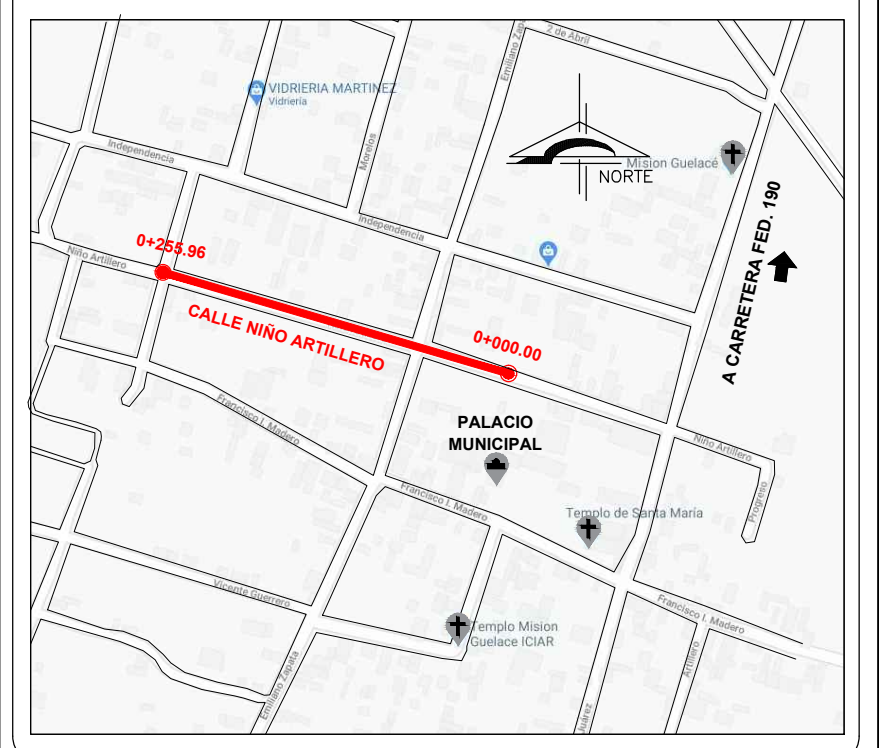 2 de Abril
Emiliano Zapata
VIDRIERIA MARTINEZ
Vidriería
Independencia
Morelos
Mision Guelacé
NORTE
A CARRETERA FED. 190
Independencia
0+255.96
Niño Artillero
CALLE NIÑO ARTILLERO
0+000.00
PALACIO
MUNICIPAL
Niño Artillero
Francisco I. Madero
Francisco I. Madero
Progreso
Templo de Santa María
Vicente Guerrero
Francisco I. Madero
Templo Mision
Guelace ICIAR
Artillero
Emiliano Zapata
Juárez